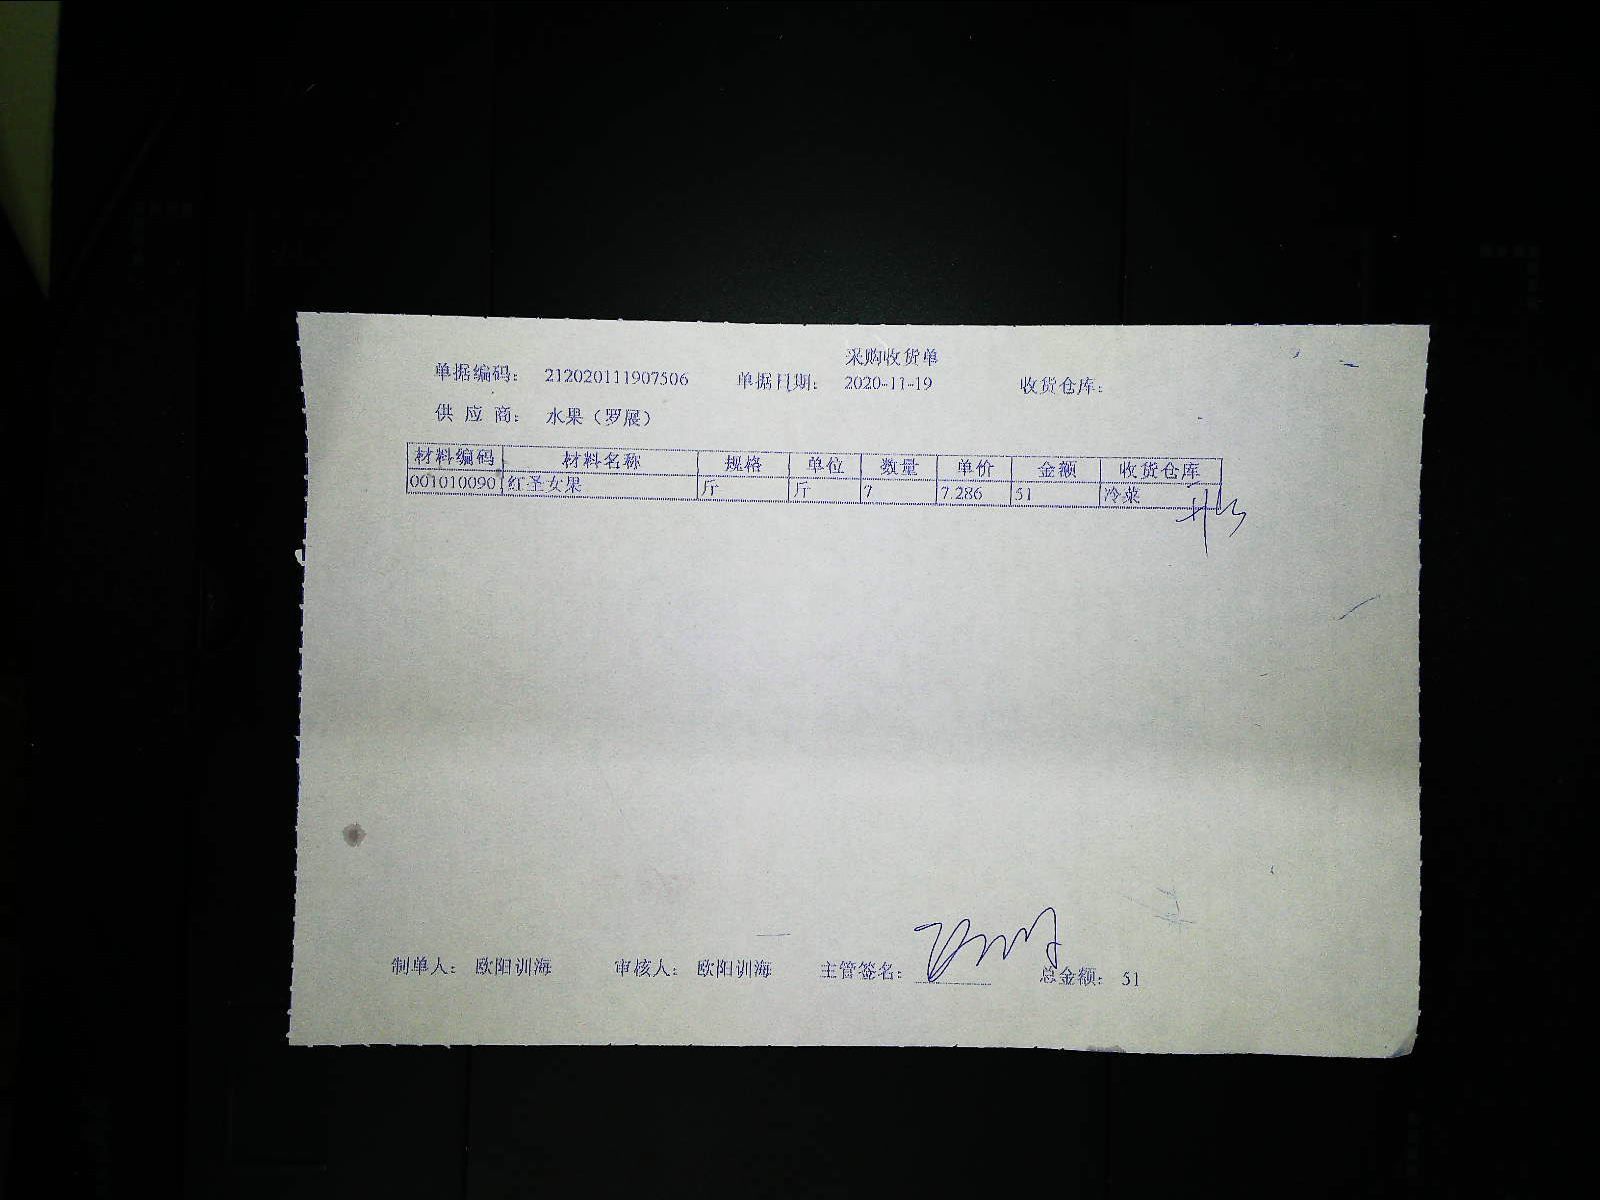 采购收货单
单据编码： 212020111907506 单据日期： 2020-11-19 收货仓库：
供 应 商： 水果（罗展）
材料编码 材料名称 规格 单位 数量 单价 金额 收货仓库
001010090 红圣女果 斤 斤 7 7.286 51 冷菜
制单人： 欧阳训海 审核人： 欧阳训海 主管签名： 总金额： 51